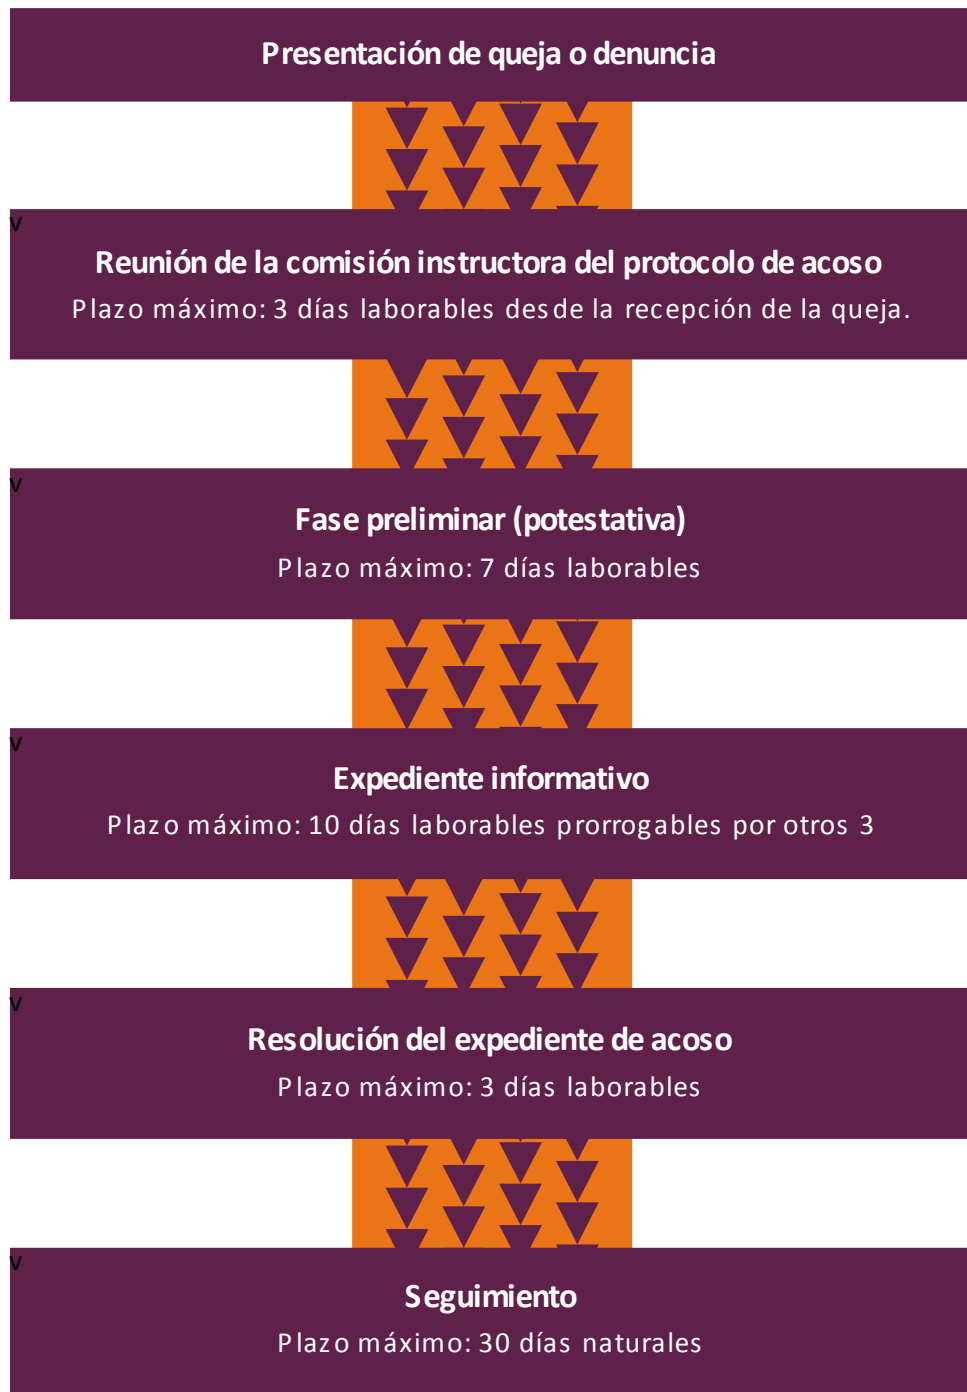 Presentación de queja o denuncia
v
Reunión de la comisión instructora del protocolo de acoso
Plazo máximo: 3 días laborables desde la recepción de la queja.
v
Fase preliminar (potestativa)
Plazo máximo: 7 días laborables
v
Expediente informativo
Plazo máximo: 10 días laborables prorrogables por otros 3
v
Resolución del expediente de acoso
Plazo máximo: 3 días laborables
v
Seguimiento
Plazo máximo: 30 días naturales